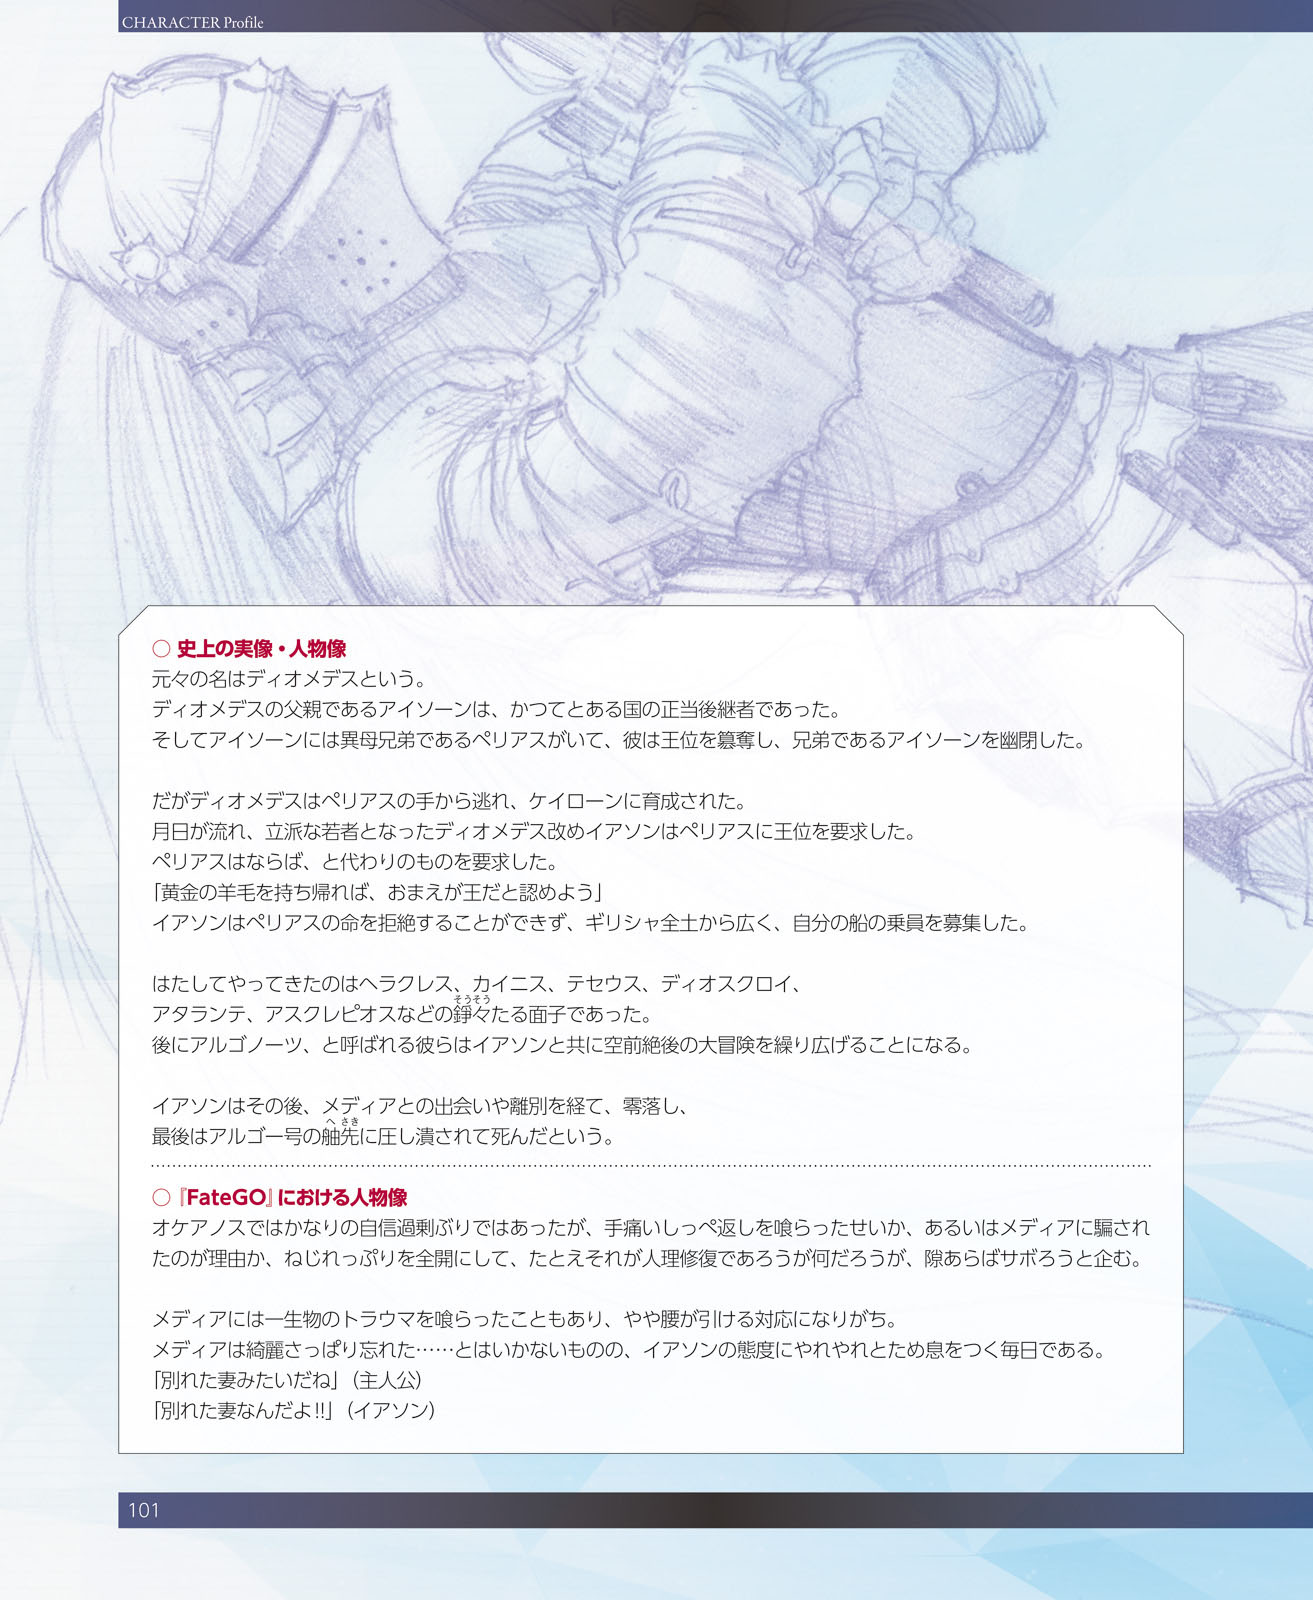 CHARACTER Profile
○ 史上の実像・人物像
元々の名はディオメデスという。
ディオメデスの父親であるアイソーンは、かつてとある国の正当後継者であった。
そしてアイソーンには異母兄弟であるペリアスがいて、彼は王位を簒奪し、兄弟であるアイソーンを幽閉した。
だがディオメデスはペリアスの手から逃れ、ケイローンに育成された。
月日が流れ、立派な若者となったディオメデス改めイアソンはペリアスに王位を要求した。
ペリアスはならば、と代わりのものを要求した。
「黄金の羊毛を持ち帰れば、おまえが王だと認めよう」
イアソンはペリアスの命を拒絶することができず、ギリシャ全土から広く、自分の船の乗員を募集した。
はたしてやってきたのはヘラクレス、カイニス、テセウス、ディオスクロイ、
そうそう
アタランテ、アスクレピオスなどの錚々たる面子であった。
後にアルゴノーツ、と呼ばれる彼らはイアソンと共に空前絶後の大冒険を繰り広げることになる。
イアソンはその後、メディアとの出会いや離別を経て、零落し、
へ さき
最後はアルゴー号の舳先に圧し潰されて死んだという。
○ 『FateGO』における人物像
オケアノスではかなりの自信過剰ぶりではあったが、手痛いしっぺ返しを喰らったせいか、あるいはメディアに騙され
たのが理由か、ねじれっぷりを全開にして、たとえそれが人理修復であろうが何だろうが、隙あらばサボろうと企む。
メディアには一生物のトラウマを喰らったこともあり、やや腰が引ける対応になりがち。
メディアは綺麗さっぱり忘れた……とはいかないものの、イアソンの態度にやれやれとため息をつく毎日である。
「別れた妻みたいだね」（主人公）
「別れた妻なんだよ!!」（イアソン）
101